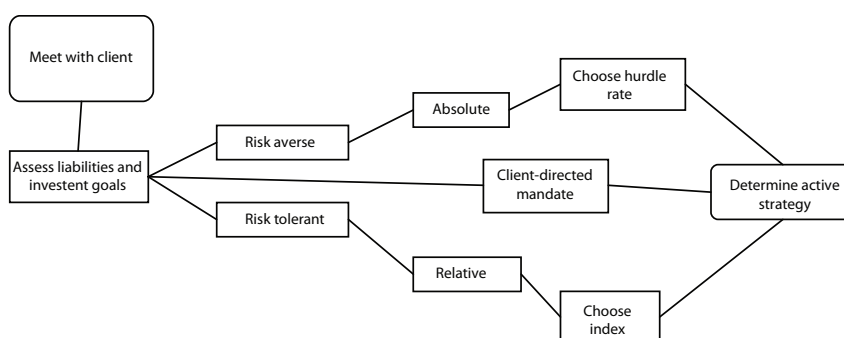 Meet with client
Assess liabilities and
investent goals
Risk averse
Risk tolerant
Absolute
Relative
Choose hurdle
rate
Client-directed
mandate
Choose
index
Determine active
strategy